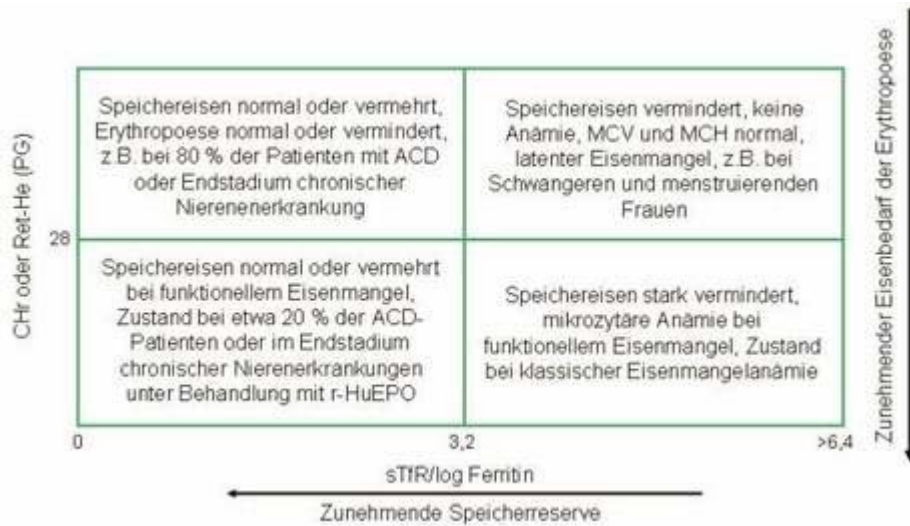 Speichereisen normal oder vermehrt,
Erythropoese normal oder vermindert,
z.B. bei 80 % der Patienten mit ACD
oder Endstadium chronischer
Nierenenerkrankung
Speichereisen vermindert, keine
Anämie, MCV und MCH normal,
latenter Eisenmangel, z.B. bei
Schwangeren und menstruierenden
Frauen
CHr oder Ret-He (PG)
28
Speichereisen normal oder vermehrt
bei funktionellem Eisenmangel,
Zustand bei etwa 20 % der ACD-
Patienten oder im Endstadium
chronischer Nierenerkrankungen
unter Behandlung mit r-HuEPO
Speichereisen stark vermindert,
mikrozytäre Anämie bei
funktionellem Eisenmangel, Zustand
bei klassischer Eisenmangelanämie
Zunehmender Eisenbedarf der Erythropoese
0
3,2
>6,4
sTfR/log Ferritin
Zunehmende Speicherreserve